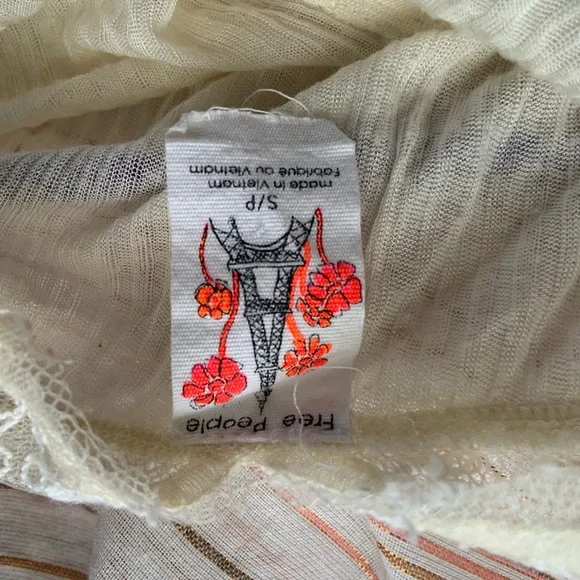 Free People
S/P
made in Vietnam
Fabriqué au Vietnam